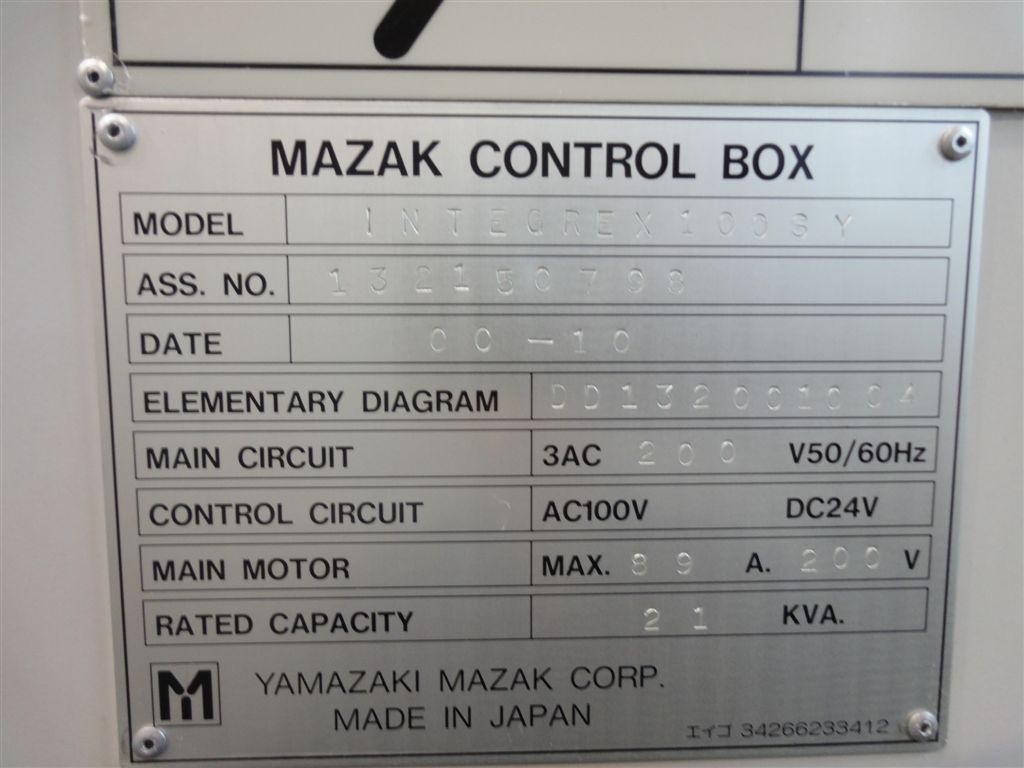 MAZAK CONTROL BOX
MODEL INTEGREX100SY
ASS. NO. 132150798
DATE 00-10
ELEMENTARY DIAGRAM DD132001004
MAIN CIRCUIT 3AC 200 V50/60Hz
CONTROL CIRCUIT AC100V DC24V
MAIN MOTOR MAX. 89 A. 200 V
RATED CAPACITY 21 KVA.
M YAMAZAKI MAZAK CORP.
MADE IN JAPAN
エイゴ 34266233412